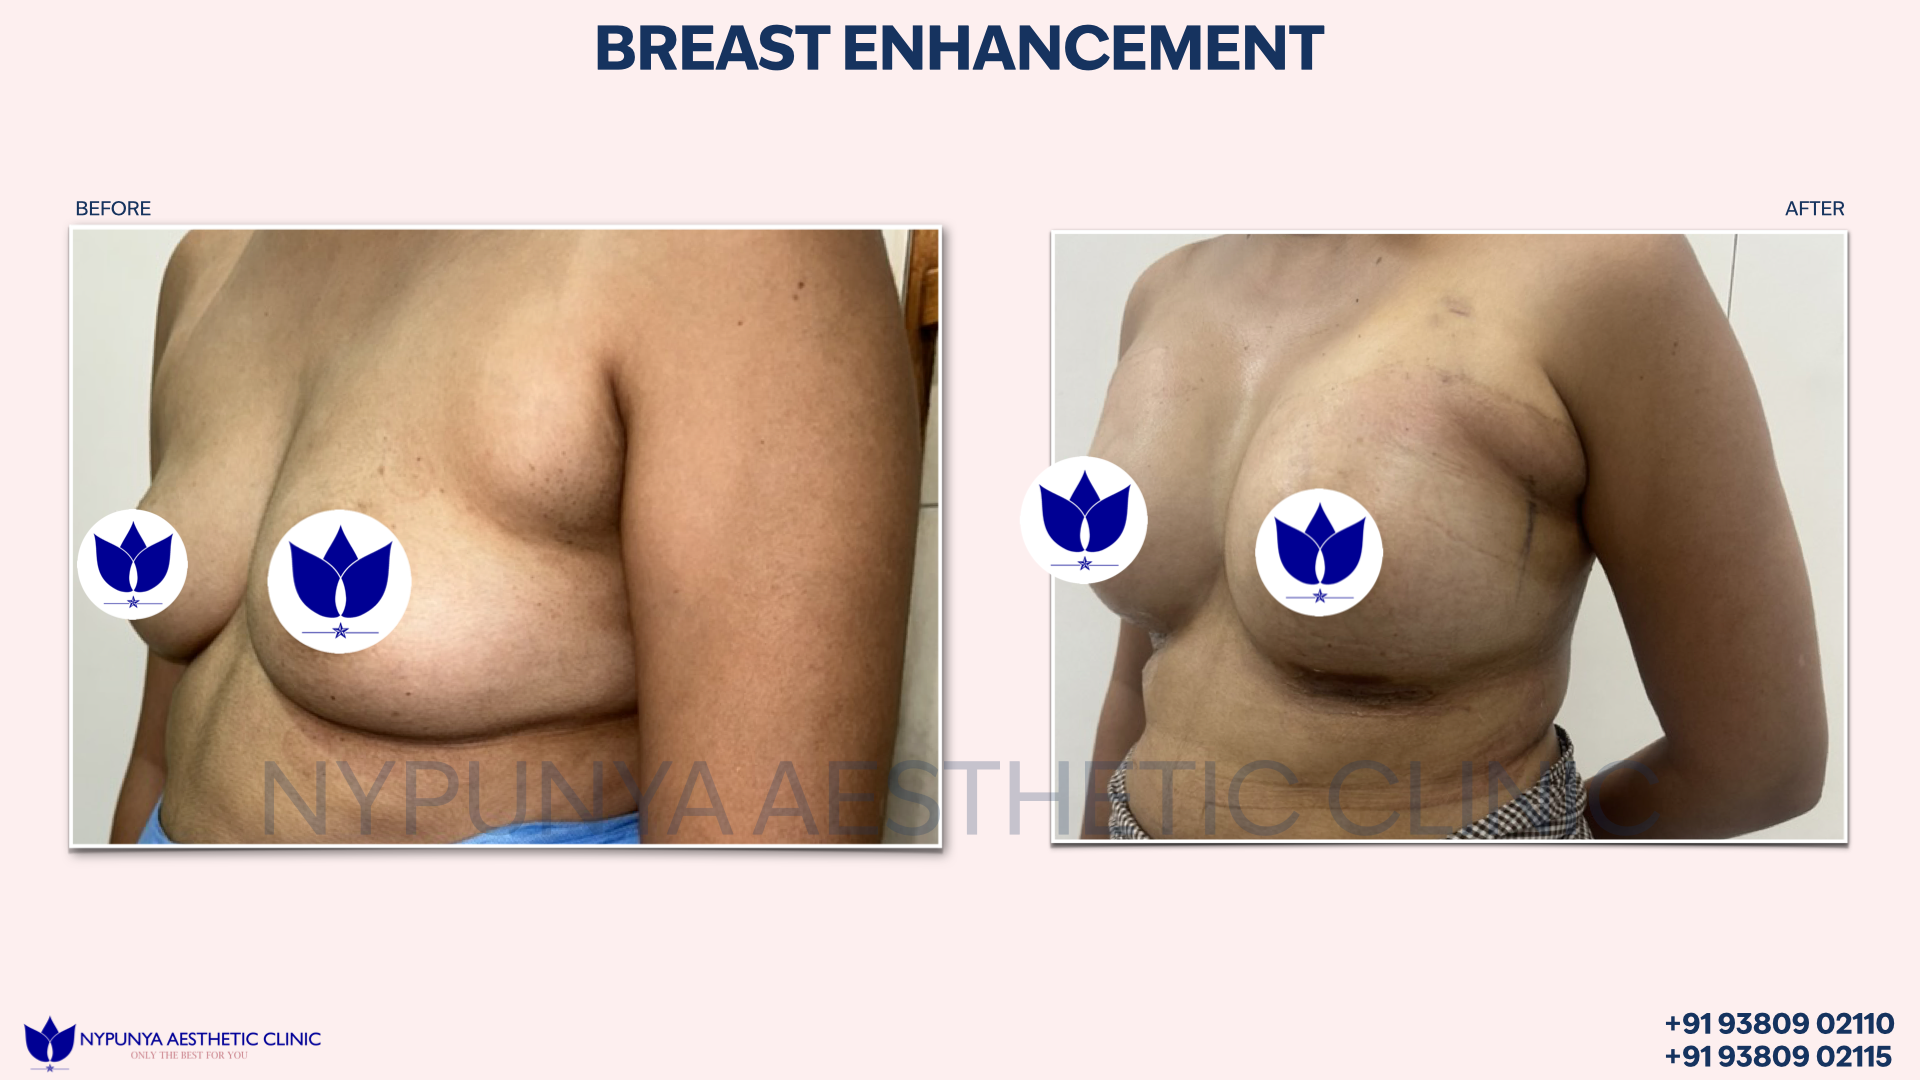 BREAST ENHANCEMENT
BEFORE
AFTER
NYPUNYA AESTHETIC CLINIC
NYPUNYA AESTHETIC CLINIC
ONLY THE BEST FOR YOU
+91 93809 02110
+91 93809 02115